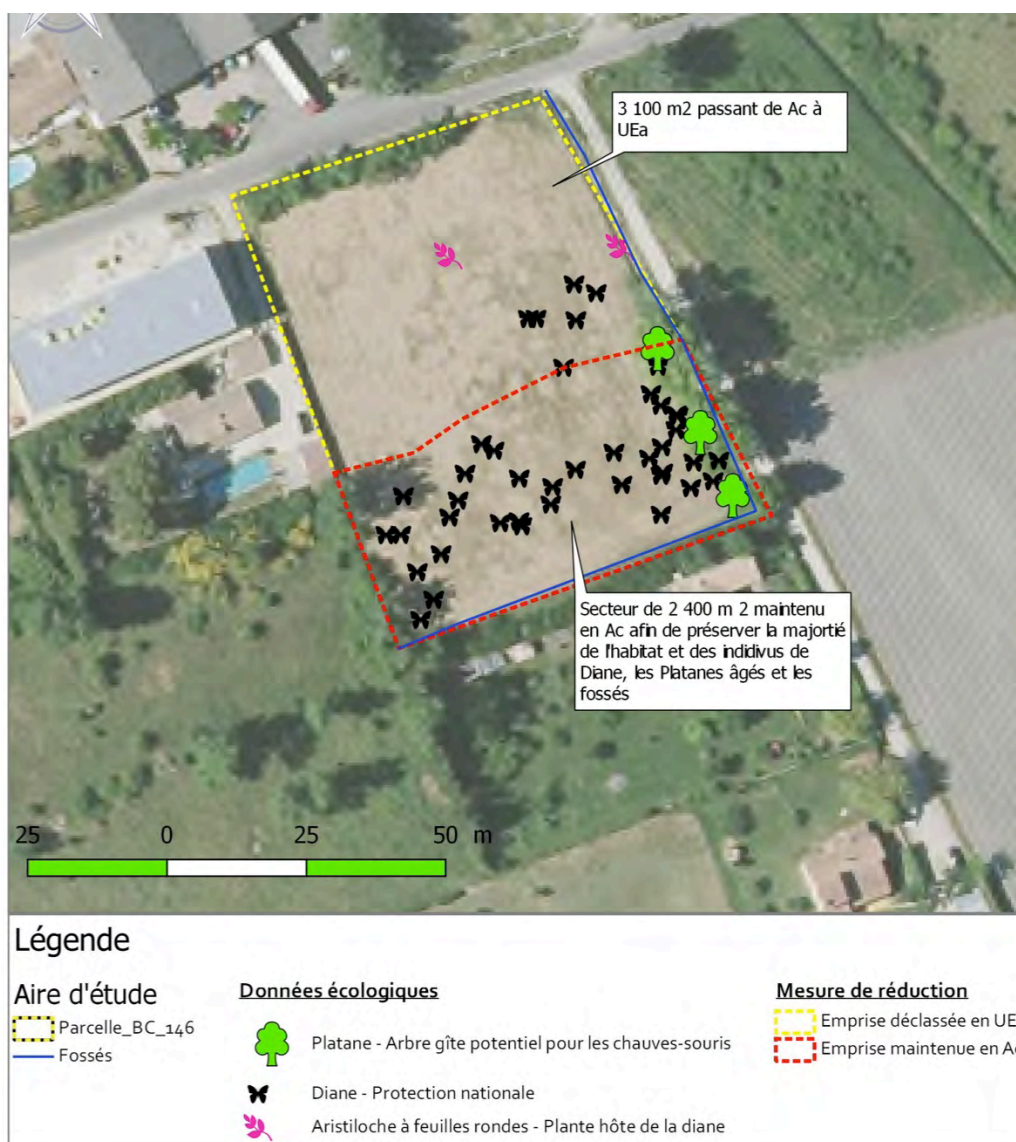 3 100 m2 passant de Ac à
UEa
Secteur de 2 400 m 2 maintenu
en Ac afin de préserver la majortié
de l'habitat et des indidivus de
Diane, les Platanes âgés et les
fossés
25 0 25 50 m
Légende
Aire d'étude
Parcelle_BC_146
Fossés
Données écologiques
Platane - Arbre gîte potentiel pour les chauves-souris
Diane - Protection nationale
Aristiloche à feuilles rondes - Plante hôte de la diane
Mesure de réduction
Emprise déclassée en UE
Emprise maintenue en Ac